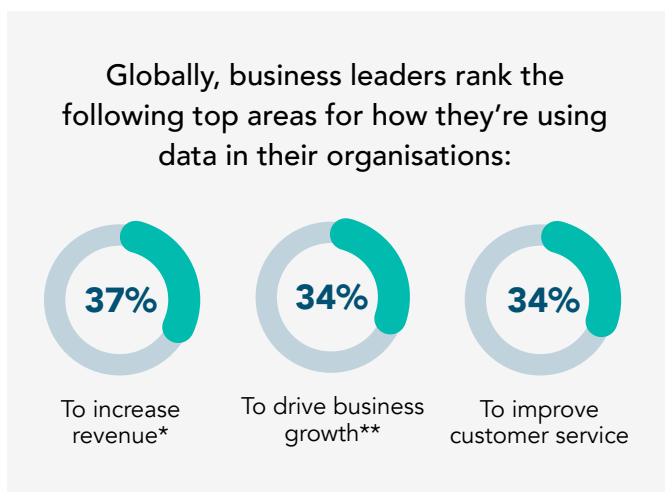 Globally, business leaders rank the
following top areas for how they’re using
data in their organisations:
37%
34%
34%
To increase
revenue*
To drive business
growth**
To improve
customer service